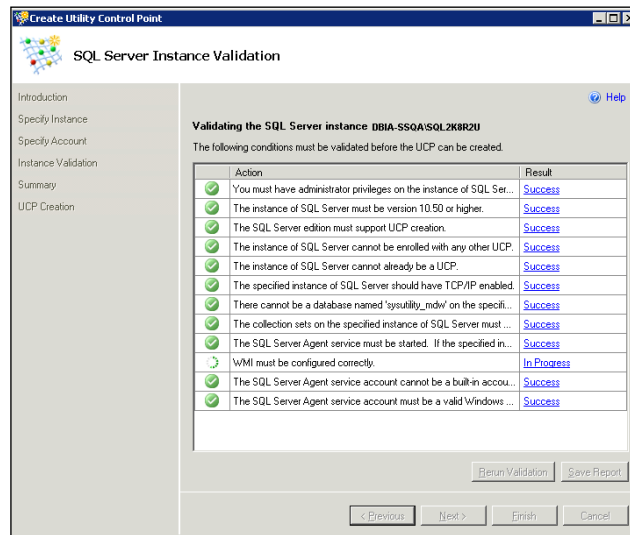 Create Utility Control Point
SQL Server Instance Validation
Introduction
Specify Instance
Specify Account
Instance Validation
Summary
UCP Creation
Help
Validating the SQL Server instance DBIA-SSQA\SQL2K8R2U
The following conditions must be validated before the UCP can be created.
Action Result
You must have administrator privileges on the instance of SQL Ser... Success
The instance of SQL Server must be version 10.50 or higher. Success
The SQL Server edition must support UCP creation. Success
The instance of SQL Server cannot be enrolled with any other UCP. Success
The instance of SQL Server cannot already be a UCP. Success
The specified instance of SQL Server should have TCP/IP enabled. Success
There cannot be a database named 'sysutility_mdw' on the specifi... Success
The collection sets on the specified instance of SQL Server must ... Success
The SQL Server Agent service must be started. If the specified in... Success
WMI must be configured correctly. In Progress
The SQL Server Agent service account cannot be a built-in accou... Success
The SQL Server Agent service account must be a valid Windows ... Success
Rerun Validation Save Report
< Previous Next > Finish Cancel